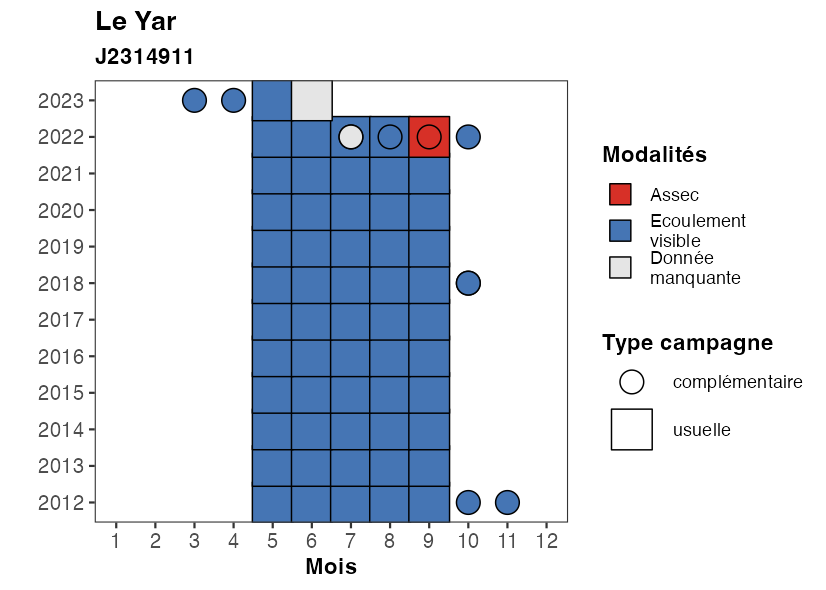 Le Yar
J2314911
2023
2022
2021
2020
2019
2018
2017
2016
2015
2014
2013
2012
1 2 3 4 5 6 7 8 9 10 11 12
Mois
Modalités
Assec
Ecoulement
visible
Donnée
manquante
Type campagne
complémentaire
usuelle